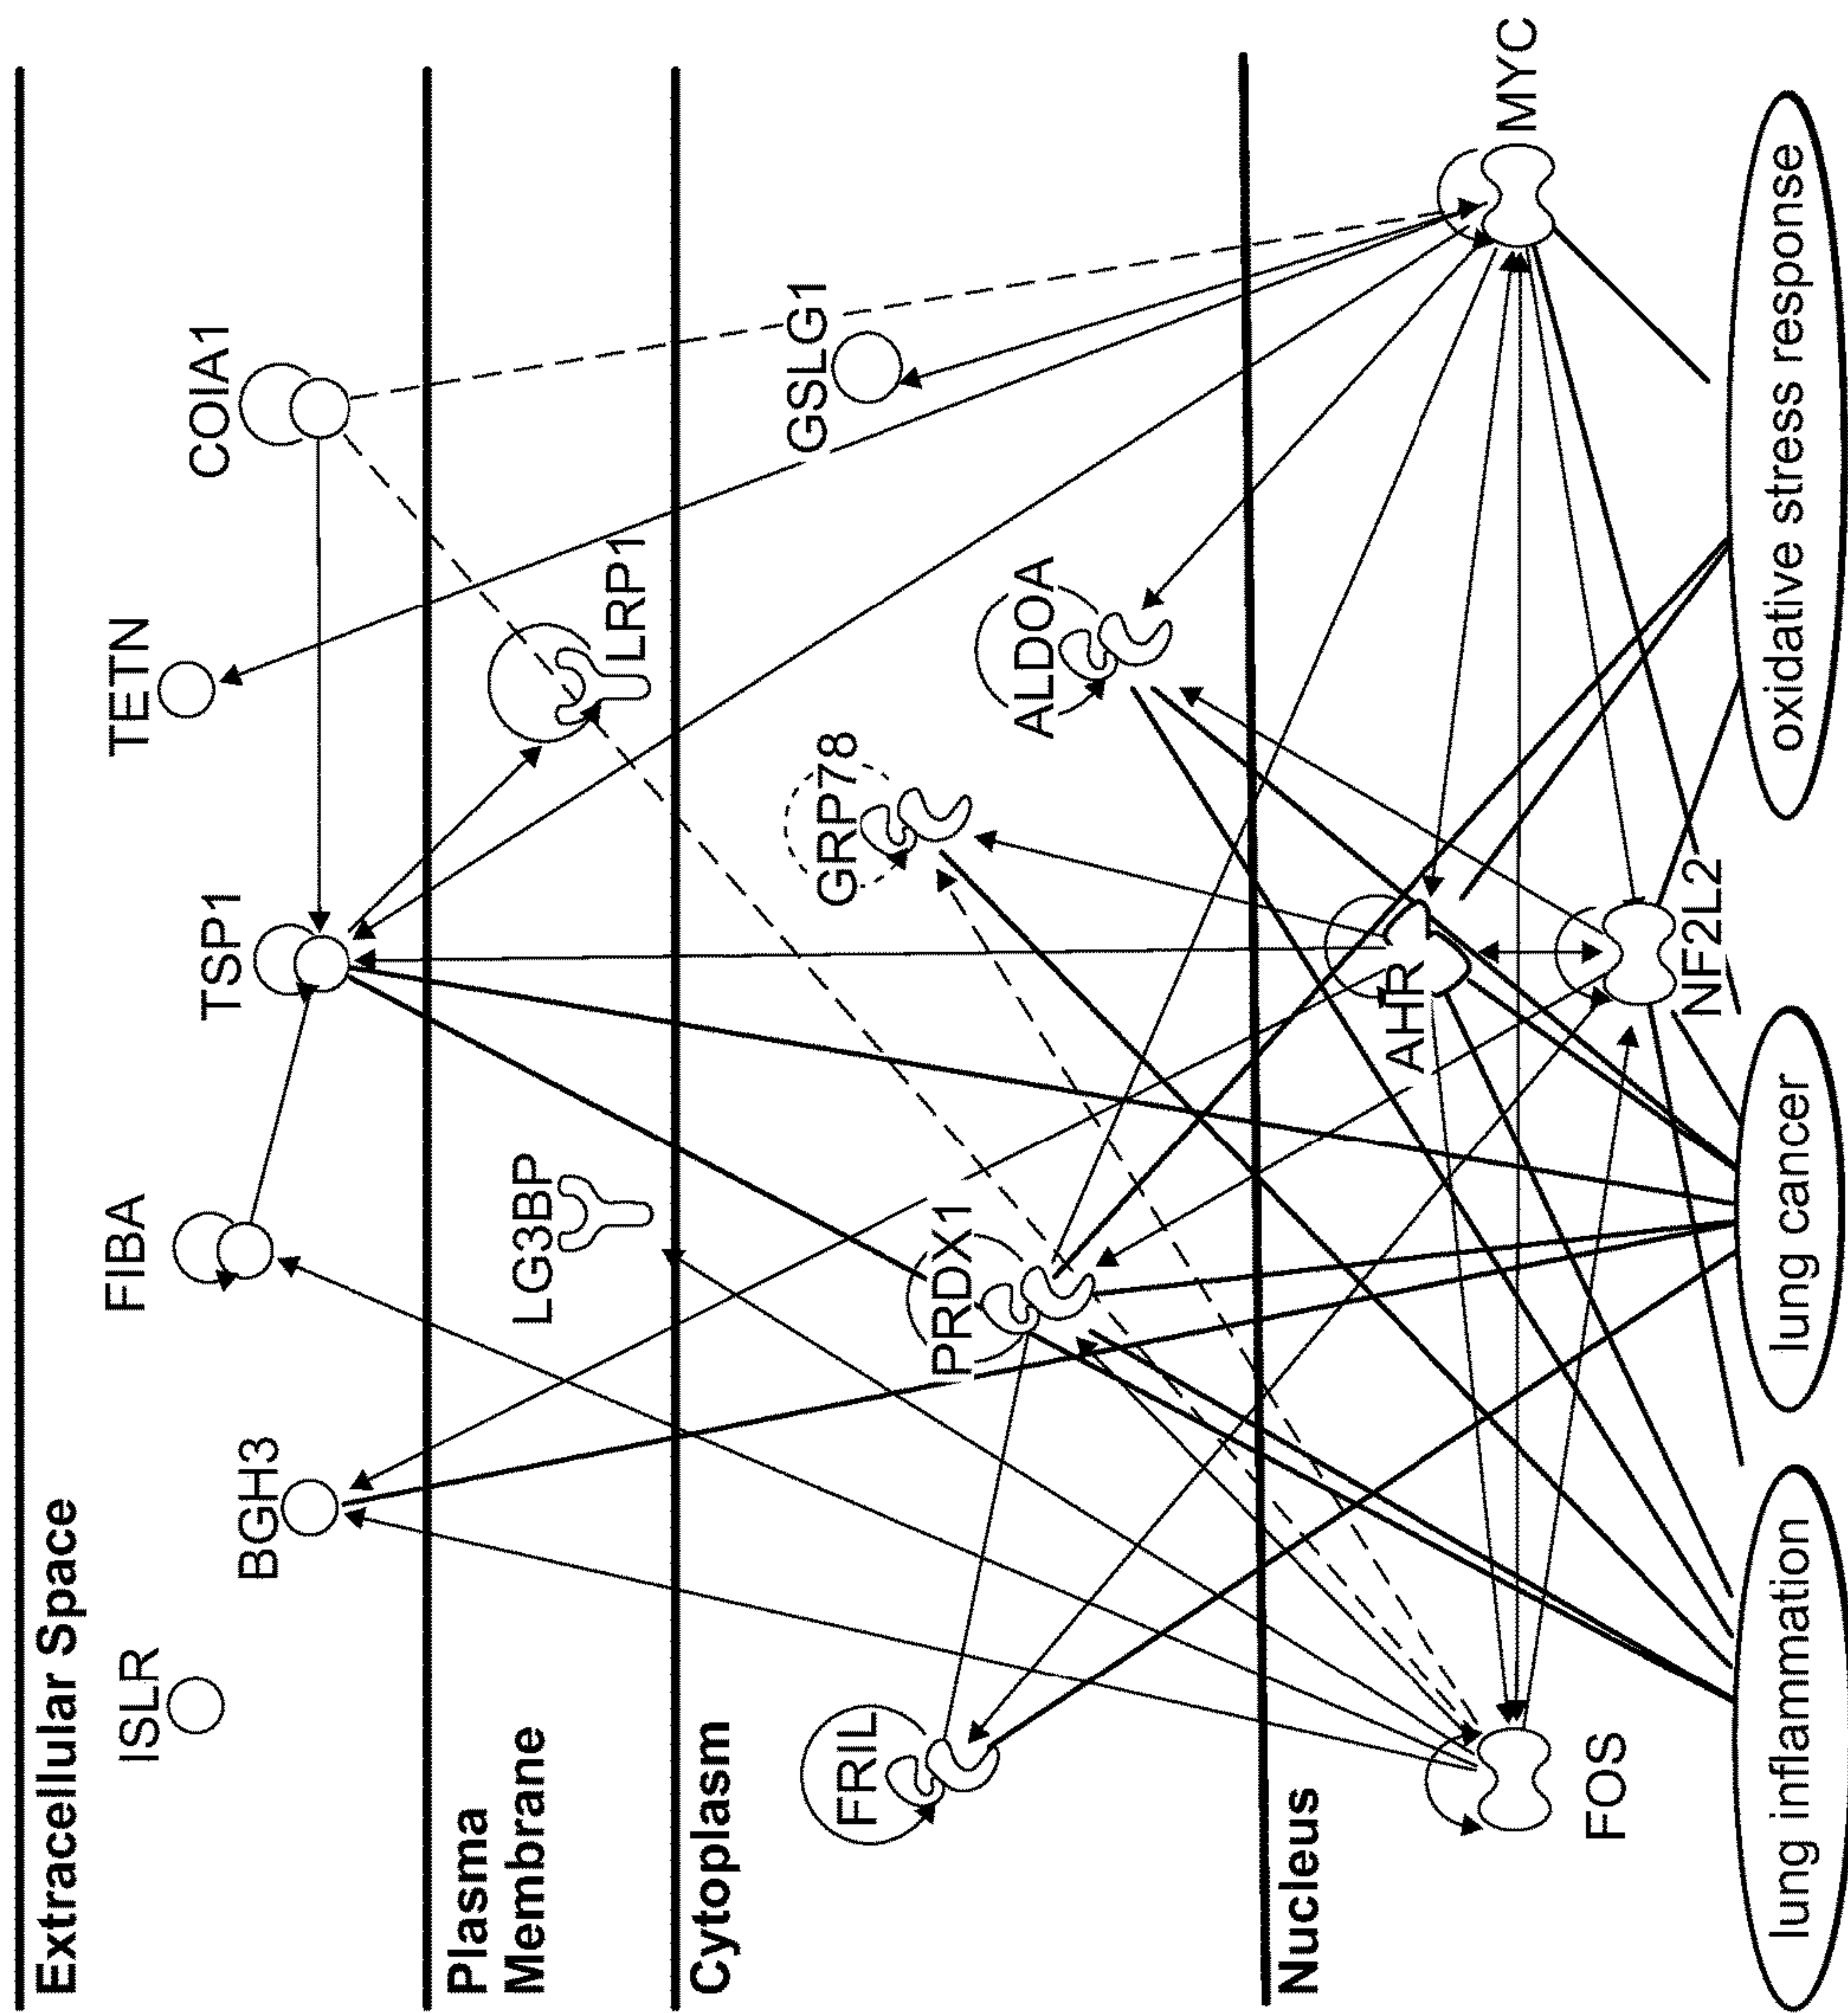 Extracellular Space
ISLR
BGH3
FIBA
TSP1
TETN
COIA1
Plasma
Membrane
LG3BP
LRP1
Cytoplasm
FRIL
PRDX1
GRP78
ALDOA
GSLG1
Nucleus
FOS
AHR
NF2L2
MYC
lung inflammation
lung cancer
oxidative stress response